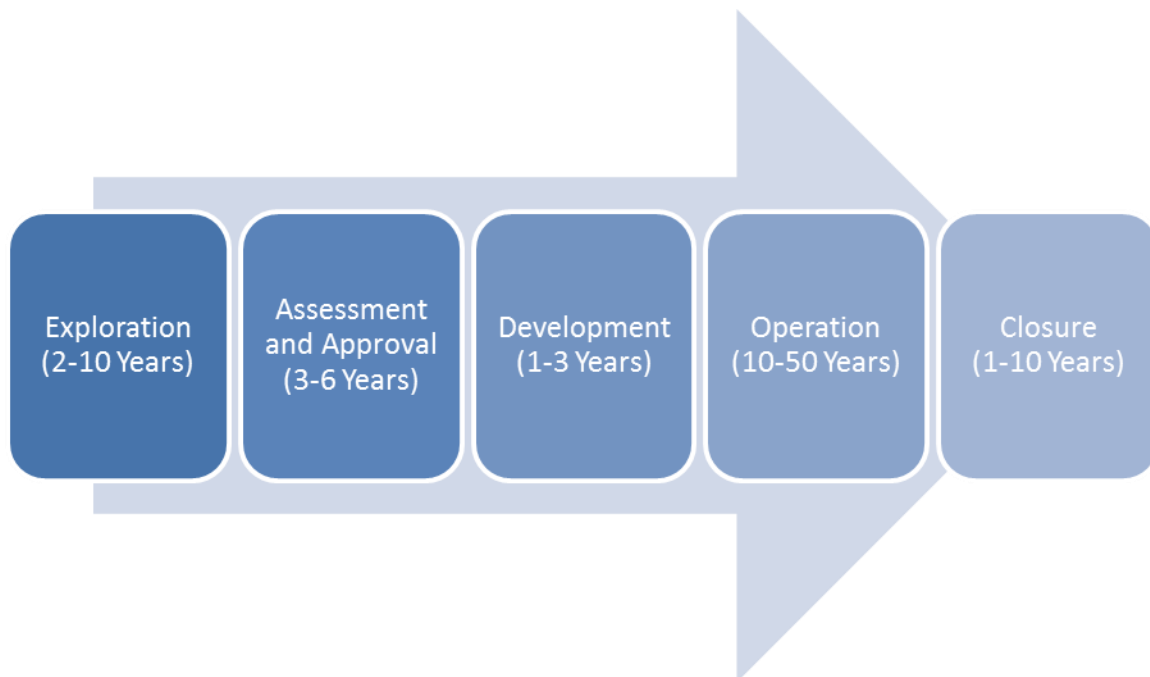 Exploration
(2-10 Years)
Assessment
and Approval
(3-6 Years)
Development
(1-3 Years)
Operation
(10-50 Years)
Closure
(1-10 Years)